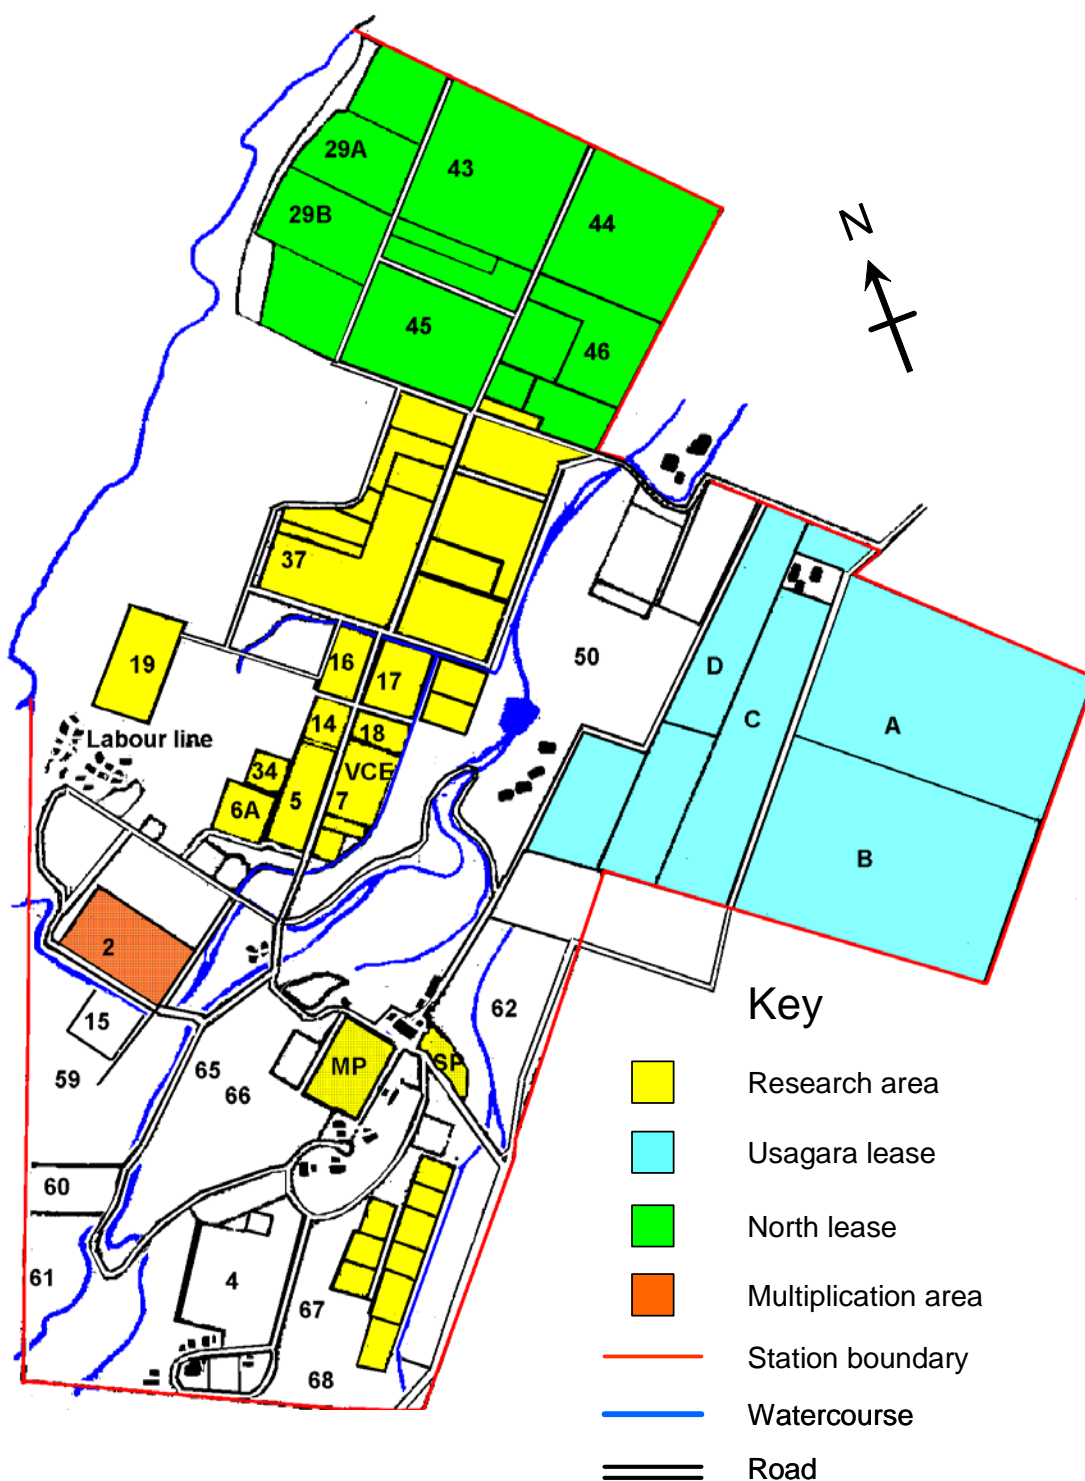 29A
43
29B
44
N
45
46
37
50
16
19
17
D
C
A
14
18
Labour line
34
VCE
5
7
6A
B
2
15
62
Key
MP
SP
65
59
66
Research area
Usagara lease
60
North lease
61
4
67
Multiplication area
Station boundary
68
Watercourse
Road